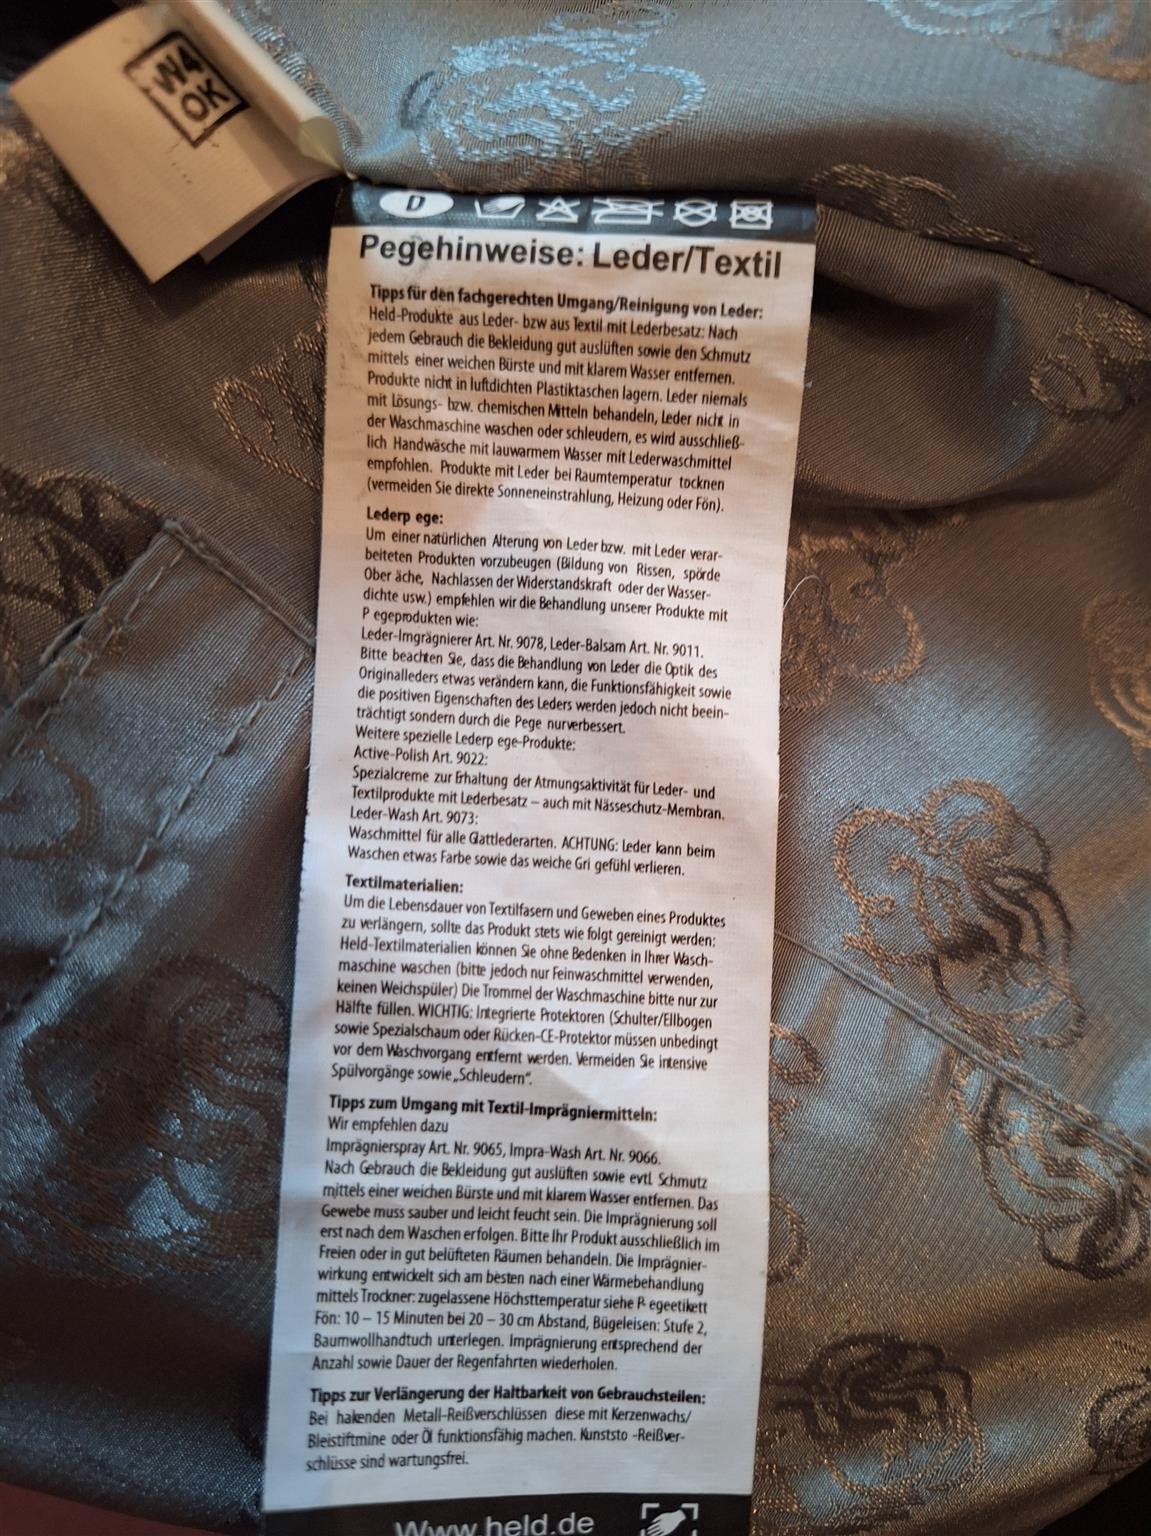 W4
OK
D
Pegehinweise: Leder/Textil
Tipps für den fachgerechten Umgang/Reinigung von Leder:
Held-Produkte aus Leder- bzw aus Textil mit Lederbesatz: Nach
jedem Gebrauch die Bekleidung gut auslüften sowie den Schmutz
mittels einer weichen Bürste und mit klarem Wasser entfernen.
Produkte nicht in luftdichten Plastiktaschen lagern. Leder niemals
mit Lösungs- bzw. chemischen Mitteln behandeln, Leder nicht in
der Waschmaschine waschen oder schleudern, es wird ausschließ-
lich Handwäsche mit lauwarmem Wasser mit Lederwaschmittel
empfohlen. Produkte mit Leder bei Raumtemperatur tocknen
(vermeiden Sie direkte Sonneneinstrahlung, Heizung oder Fön).
Lederp ege:
Um einer natürlichen Alterung von Leder bzw. mit Leder verar-
beiteten Produkten vorzubeugen (Bildung von Rissen, spörde
Ober äche, Nachlassen der Widerstandskraft oder der Wasser-
dichte usw.) empfehlen wir die Behandlung unserer Produkte mit
P egeprodukten wie:
Leder-Imgrägnierer Art. Nr. 9078, Leder-Balsam Art. Nr. 9011.
Bitte beachten Sie, dass die Behandlung von Leder die Optik des
Originalleders etwas verändern kann, die Funktionsfähigkeit sowie
die positiven Eigenschaften des Leders werden jedoch nicht beein-
trächtigt sondern durch die Pege nurverbessert.
Weitere spezielle Lederp ege-Produkte:
Active-Polish Art. 9022:
Spezialcreme zur Erhaltung der Atmungsaktivität für Leder- und
Textilprodukte mit Lederbesatz – auch mit Nässeschutz-Membran.
Leder-Wash Art. 9073:
Waschmittel für alle Glattlederarten. ACHTUNG: Leder kann beim
Waschen etwas Farbe sowie das weiche Gri gefühl verlieren.
Textilmaterialien:
Um die Lebensdauer von Textilfasern und Geweben eines Produktes
zu verlängern, sollte das Produkt stets wie folgt gereinigt werden:
Held-Textilmaterialien können Sie ohne Bedenken in Ihrer Wasch-
maschine waschen (bitte jedoch nur Feinwaschmittel verwenden,
keinen Weichspüler) Die Trommel der Waschmaschine bitte nur zur
Hälfte füllen. WICHTIG: Integrierte Protektoren (Schulter/Ellbogen
sowie Spezialschaum oder Rücken-CE-Protektor müssen unbedingt
vor dem Waschvorgang entfernt werden. Vermeiden Sie intensive
Spülvorgänge sowie „Schleudern“.
Tipps zum Umgang mit Textil-Imprägniermitteln:
Wir empfehlen dazu
Imprägnierspray Art. Nr. 9065, Impra-Wash Art. Nr. 9066.
Nach Gebrauch die Bekleidung gut auslüften sowie evtl. Schmutz
mittels einer weichen Bürste und mit klarem Wasser entfernen. Das
Gewebe muss sauber und leicht feucht sein. Die Imprägnierung soll
erst nach dem Waschen erfolgen. Bitte Ihr Produkt ausschließlich im
Freien oder in gut belüfteten Räumen behandeln. Die Imprägnier-
wirkung entwickelt sich am besten nach einer Wärmebehandlung
mittels Trockner: zugelassene Höchsttemperatur siehe P egeetikett
Fön: 10 – 15 Minuten bei 20 – 30 cm Abstand, Bügeleisen: Stufe 2,
Baumwollhandtuch unterlegen. Imprägnierung entsprechend der
Anzahl sowie Dauer der Regenfahrten wiederholen.
Tipps zur Verlängerung der Haltbarkeit von Gebrauchsteilen:
Bei hakenden Metall-Reißverschlüssen diese mit Kerzenwachs/
Bleistiftmine oder Öl funktionsfähig machen. Kunststo -Reißver-
schlüsse sind wartungsfrei.
Www.held.de